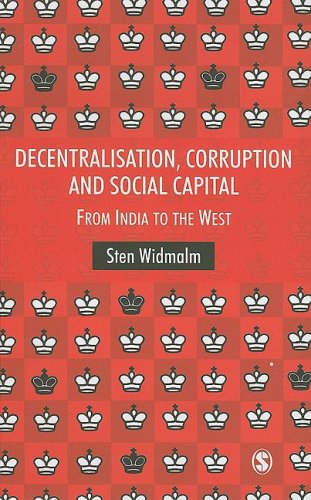 DECENTRALISATION, CORRUPTION
AND SOCIAL CAPITAL
FROM INDIA TO THE WEST
Sten Widmalm
S